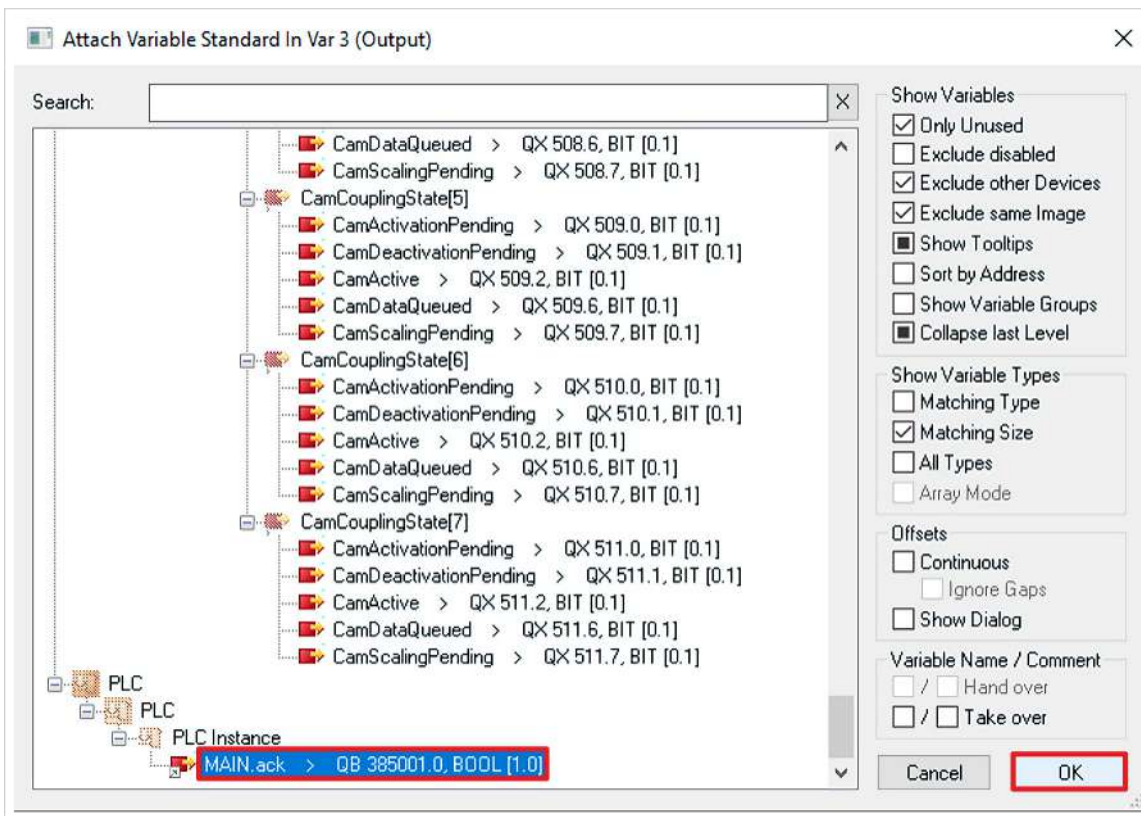 Attach Variable Standard In Var 3 (Output)
Search:
CamDataQueued > QX 508.6, BIT [0.1]
CamScalingPending > QX 508.7, BIT [0.1]
CamCouplingState[5]
CamActivationPending > QX 509.0, BIT [0.1]
CamDeactivationPending > QX 509.1, BIT [0.1]
CamActive > QX 509.2, BIT [0.1]
CamDataQueued > QX 509.6, BIT [0.1]
CamScalingPending > QX 509.7, BIT [0.1]
CamCouplingState[6]
CamActivationPending > QX 510.0, BIT [0.1]
CamDeactivationPending > QX 510.1, BIT [0.1]
CamActive > QX 510.2, BIT [0.1]
CamDataQueued > QX 510.6, BIT [0.1]
CamScalingPending > QX 510.7, BIT [0.1]
CamCouplingState[7]
CamActivationPending > QX 511.0, BIT [0.1]
CamDeactivationPending > QX 511.1, BIT [0.1]
CamActive > QX 511.2, BIT [0.1]
CamDataQueued > QX 511.6, BIT [0.1]
CamScalingPending > QX 511.7, BIT [0.1]
PLC
PLC
PLC Instance
MAIN.ack > QB 385001.0, BOOL [1.0]
Show Variables
Only Unused
Exclude disabled
Exclude other Devices
Exclude same Image
Show Tooltips
Sort by Address
Show Variable Groups
Collapse last Level
Show Variable Types
Matching Type
Matching Size
All Types
Array Mode
Offsets
Continuous
Ignore Gaps
Show Dialog
Variable Name / Comment
/ Hand over
/ Take over
Cancel
OK